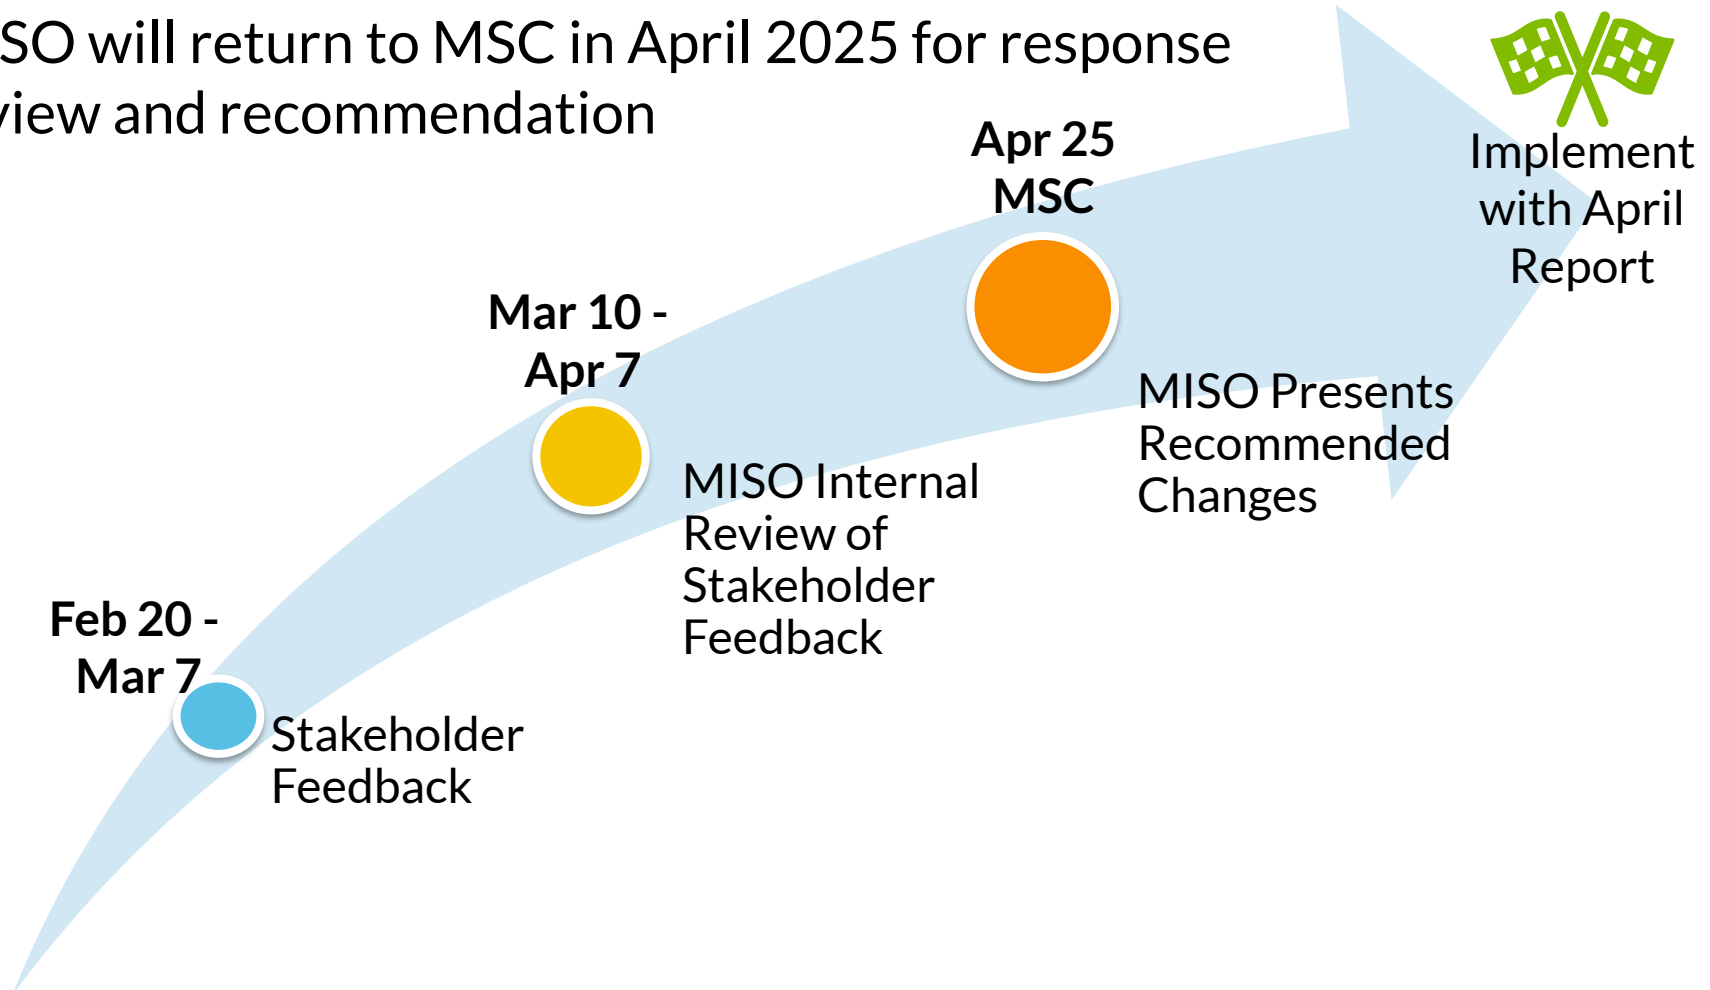 SO will return to MSC in April 2025 for response
view and recommendation
Apr 25
MSC
Implement
with April
Report
Mar 10 -
Apr 7
MISO Presents
Recommended
Changes
MISO Internal
Review of
Stakeholder
Feedback
Feb 20 -
Mar 7
Stakeholder
Feedback